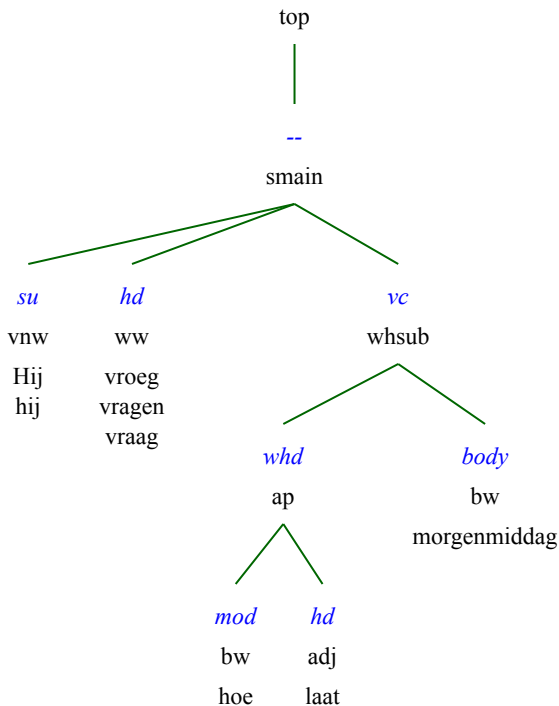 top
--
smain
su hd vc
vnw ww whsub
Hij vroeg
hij vragen
vraag
whd body
ap bw
morgenmiddag
mod hd
bw adj
hoe laat